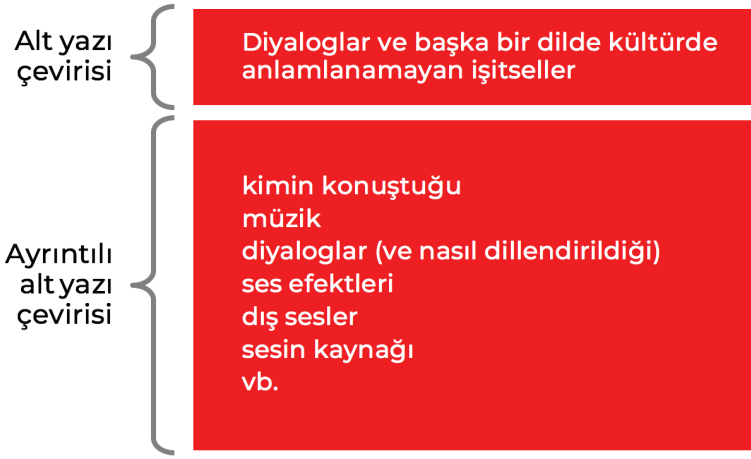 Alt yazı
çevirisi
Diyaloglar ve başka bir dilde kültürde
anlamlanamayan işitseller
Ayrıntılı
alt yazı
çevirisi
kimin konuştuğu
müzik
diyaloglar (ve nasıl dillendirildiği)
ses efektleri
dış sesler
sesin kaynağı
vb.